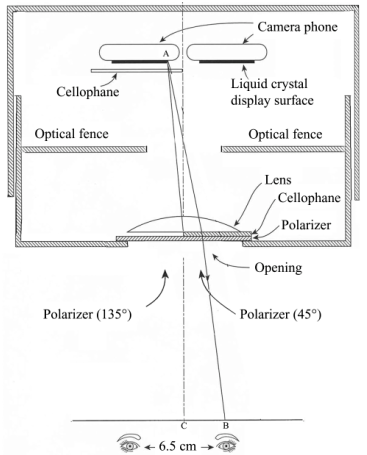 Camera phone
A
Cellophane
Liquid crystal
display surface
Optical fence
Optical fence
Lens
Cellophane
Polarizer
Opening
Polarizer (135°)
Polarizer (45°)
C
B
6.5 cm